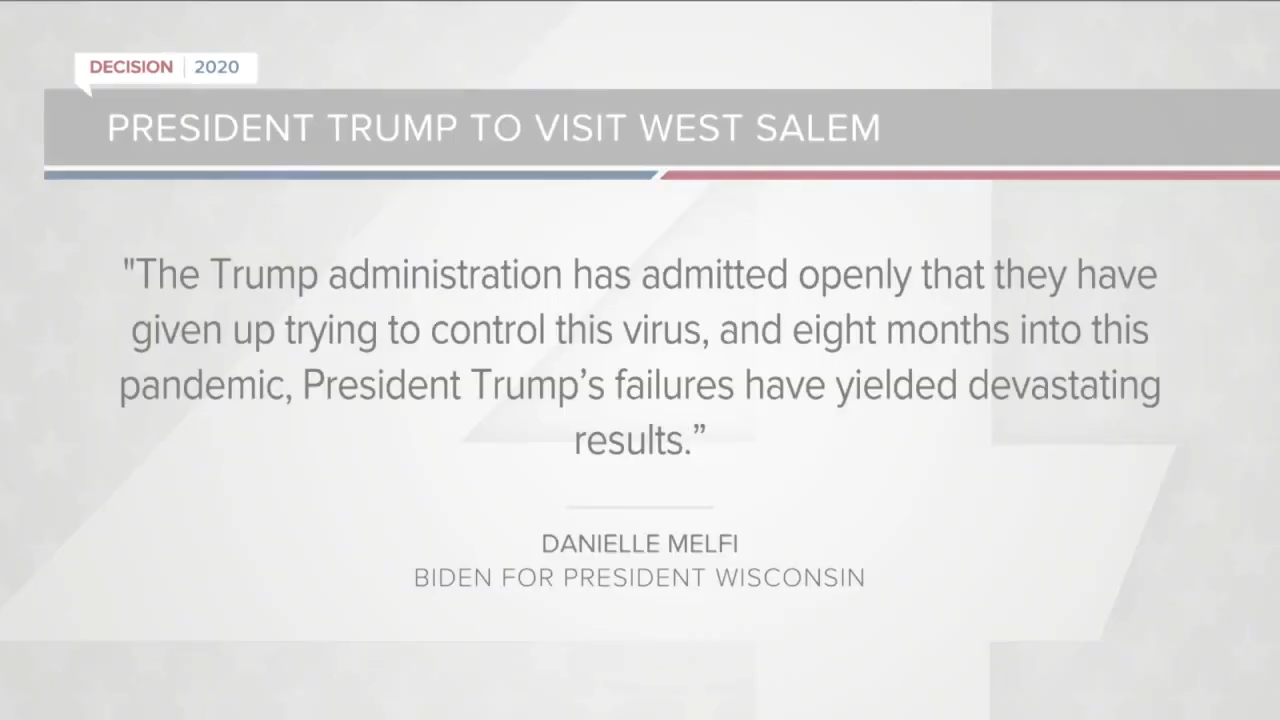 DECISION | 2020
PRESIDENT TRUMP TO VISIT WEST SALEM
"The Trump administration has admitted openly that they have
given up trying to control this virus, and eight months into this
pandemic, President Trump’s failures have yielded devastating
results.”
DANIELLE MELFI
BIDEN FOR PRESIDENT WISCONSIN